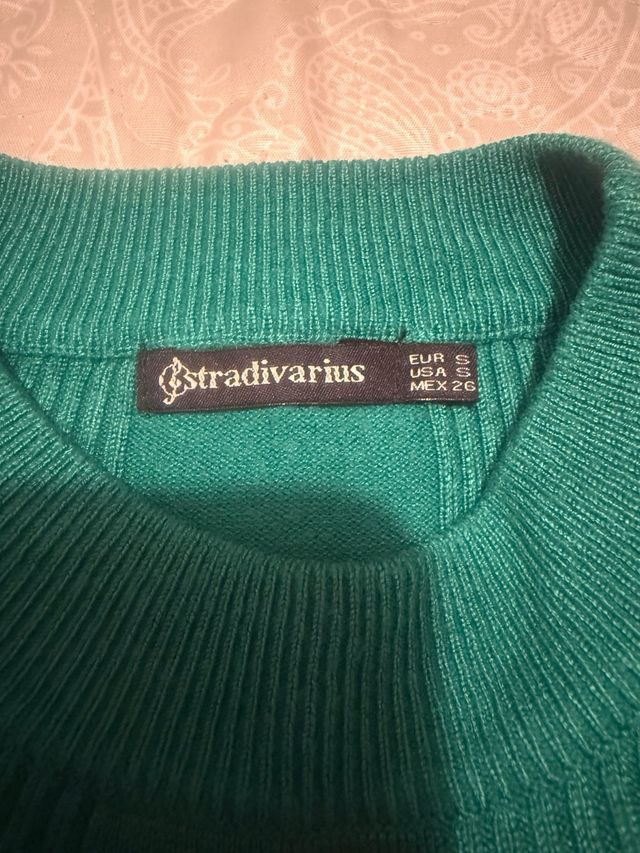 stradivarius
EUR S
USA S
MEX 26